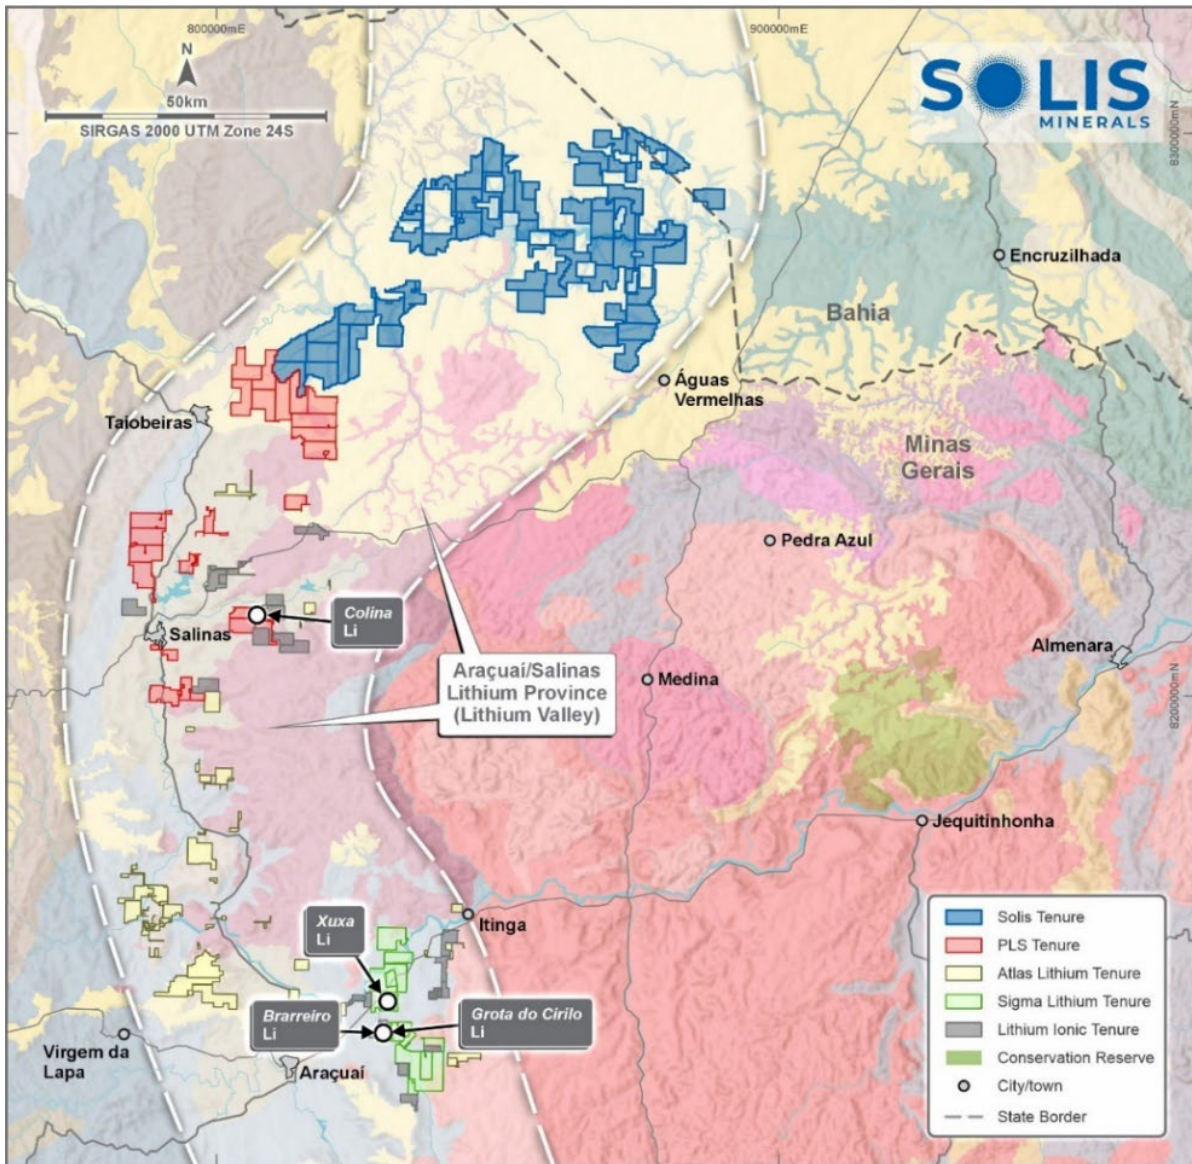 800000mE
900000mE
N
50km
SIRGAS 2000 UTM Zone 24S
SOLIS
MINERALS
8300000mN
Encruzilhada
Bahia
Águas
Vermelhas
Taiobeiras
Minas
Gerais
Pedra Azul
Colina
Li
Salinas
Almenara
Araçuaí/Salinas
Lithium Province
(Lithium Valley)
Medina
8200000mN
Jequitinhonha
Xuxa
Li
Itinga
Brarreiro
Li
Grota do Cirilo
Li
Virgem da
Lapa
Araçuaí
Solis Tenure
PLS Tenure
Atlas Lithium Tenure
Sigma Lithium Tenure
Lithium Ionic Tenure
Conservation Reserve
City/town
State Border